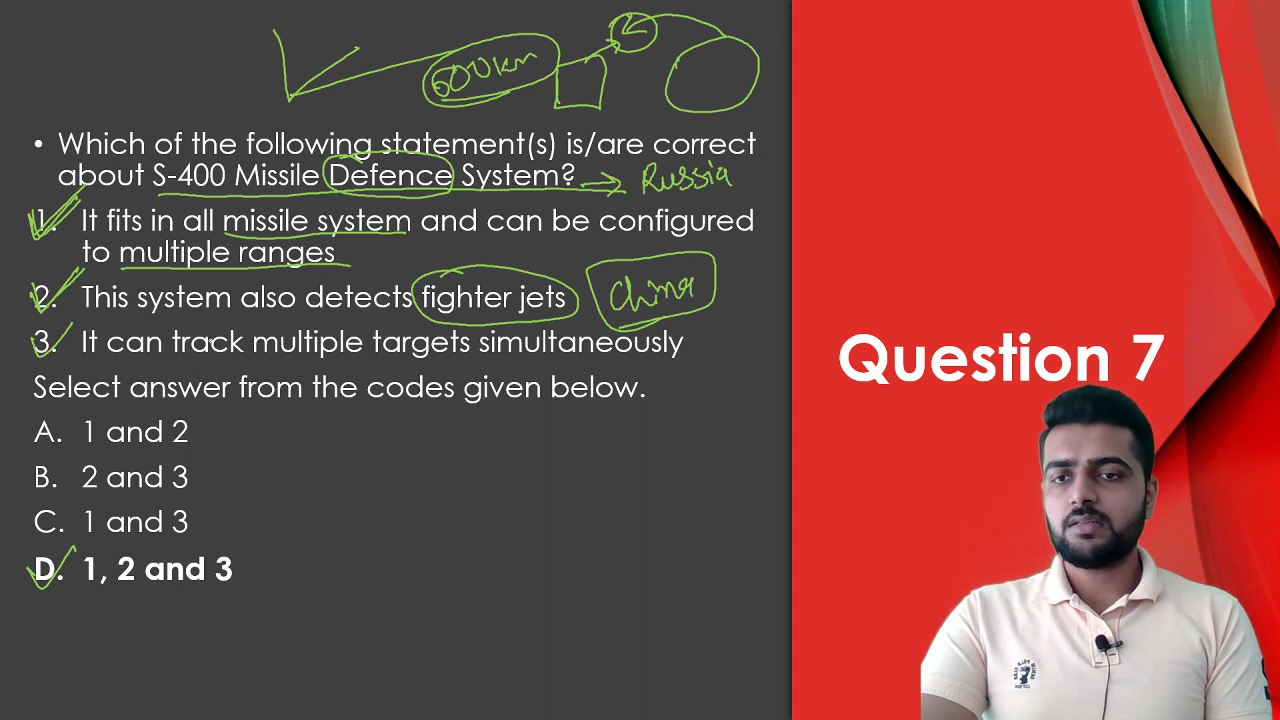 600km
• Which of the following statement(s) is/are correct
about S-400 Missile Defence System? → Russia
1. It fits in all missile system and can be configured
to multiple ranges
2. This system also detects fighter jets China
3. It can track multiple targets simultaneously
Select answer from the codes given below.
A. 1 and 2
B. 2 and 3
C. 1 and 3
D. 1, 2 and 3
Question 7